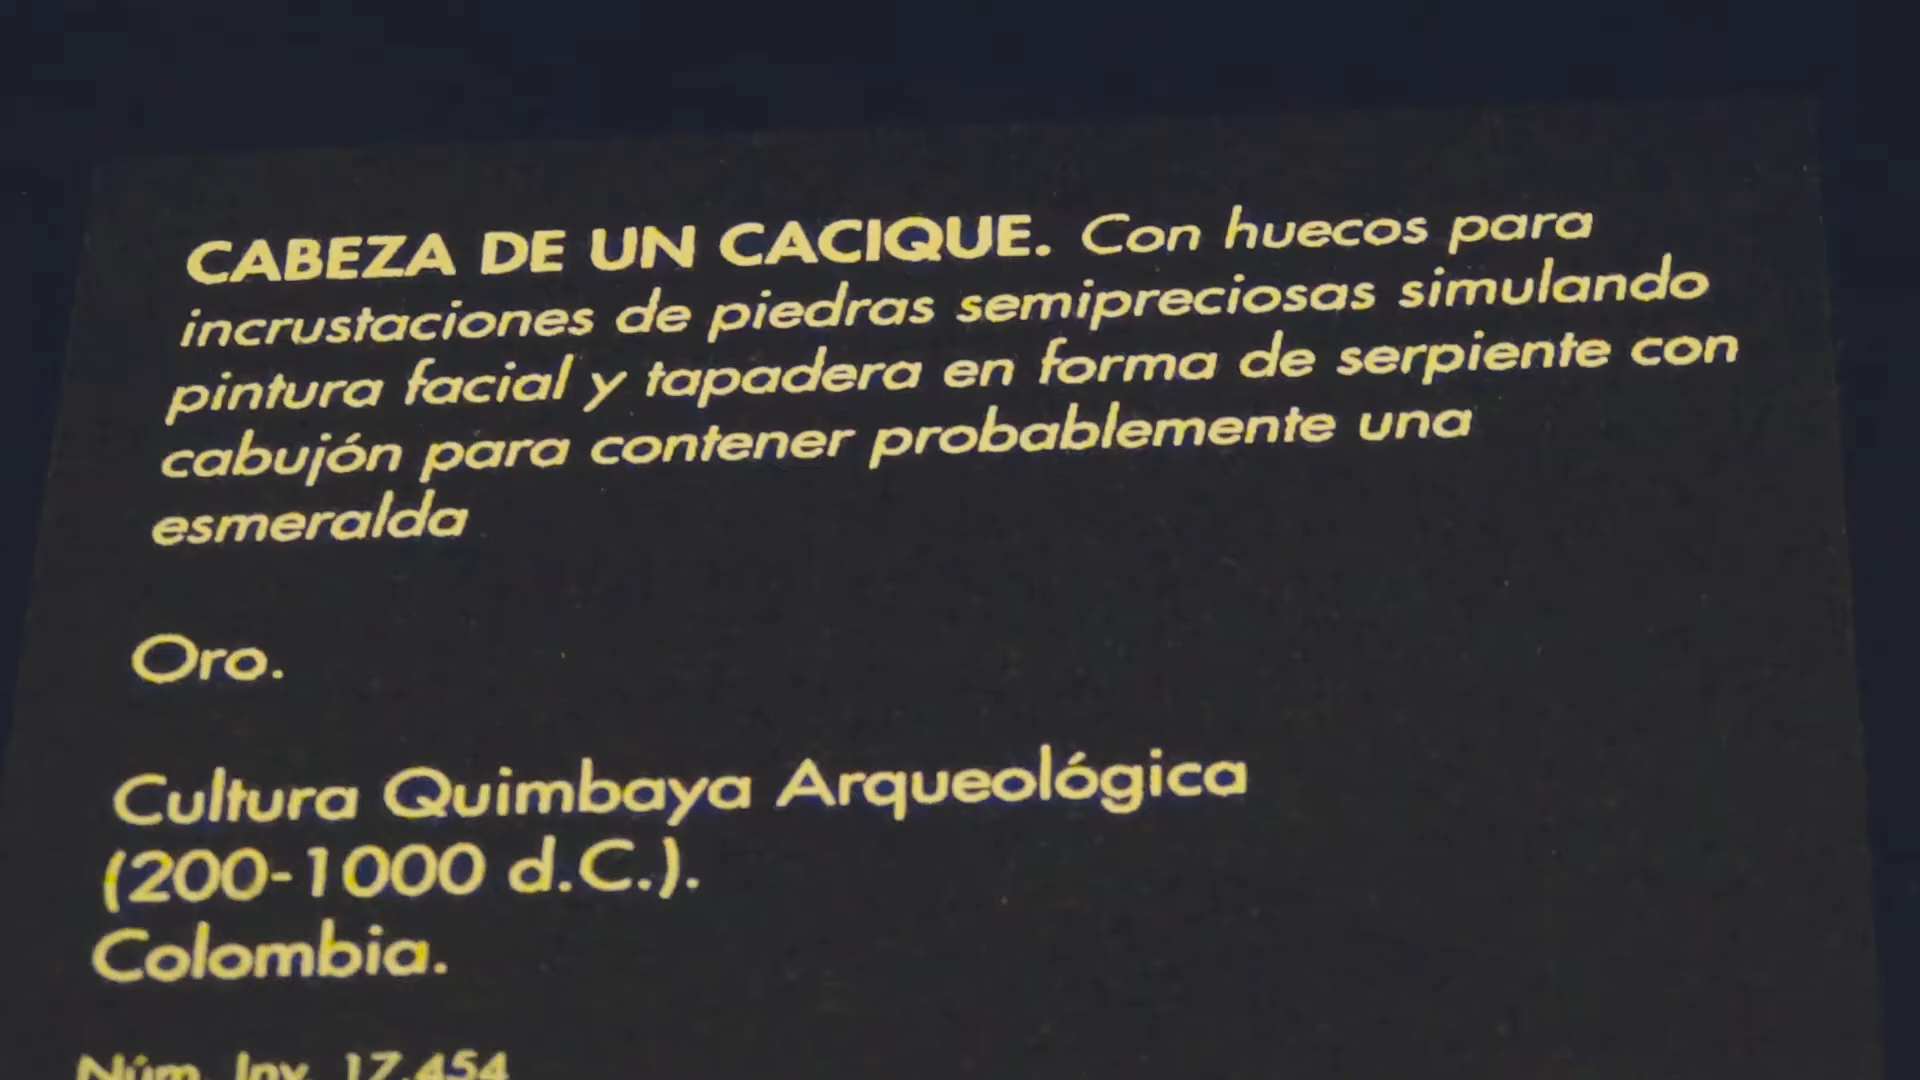 CABEZA DE UN CACIQUE. Con huecos para
incrustaciones de piedras semipreciosas simulando
pintura facial y tapadera en forma de serpiente con
cabujón para contener probablemente una
esmeralda
Oro.
Cultura Quimbaya Arqueológica
(200-1000 d.C.).
Colombia.
Núm. Inv. 17.454